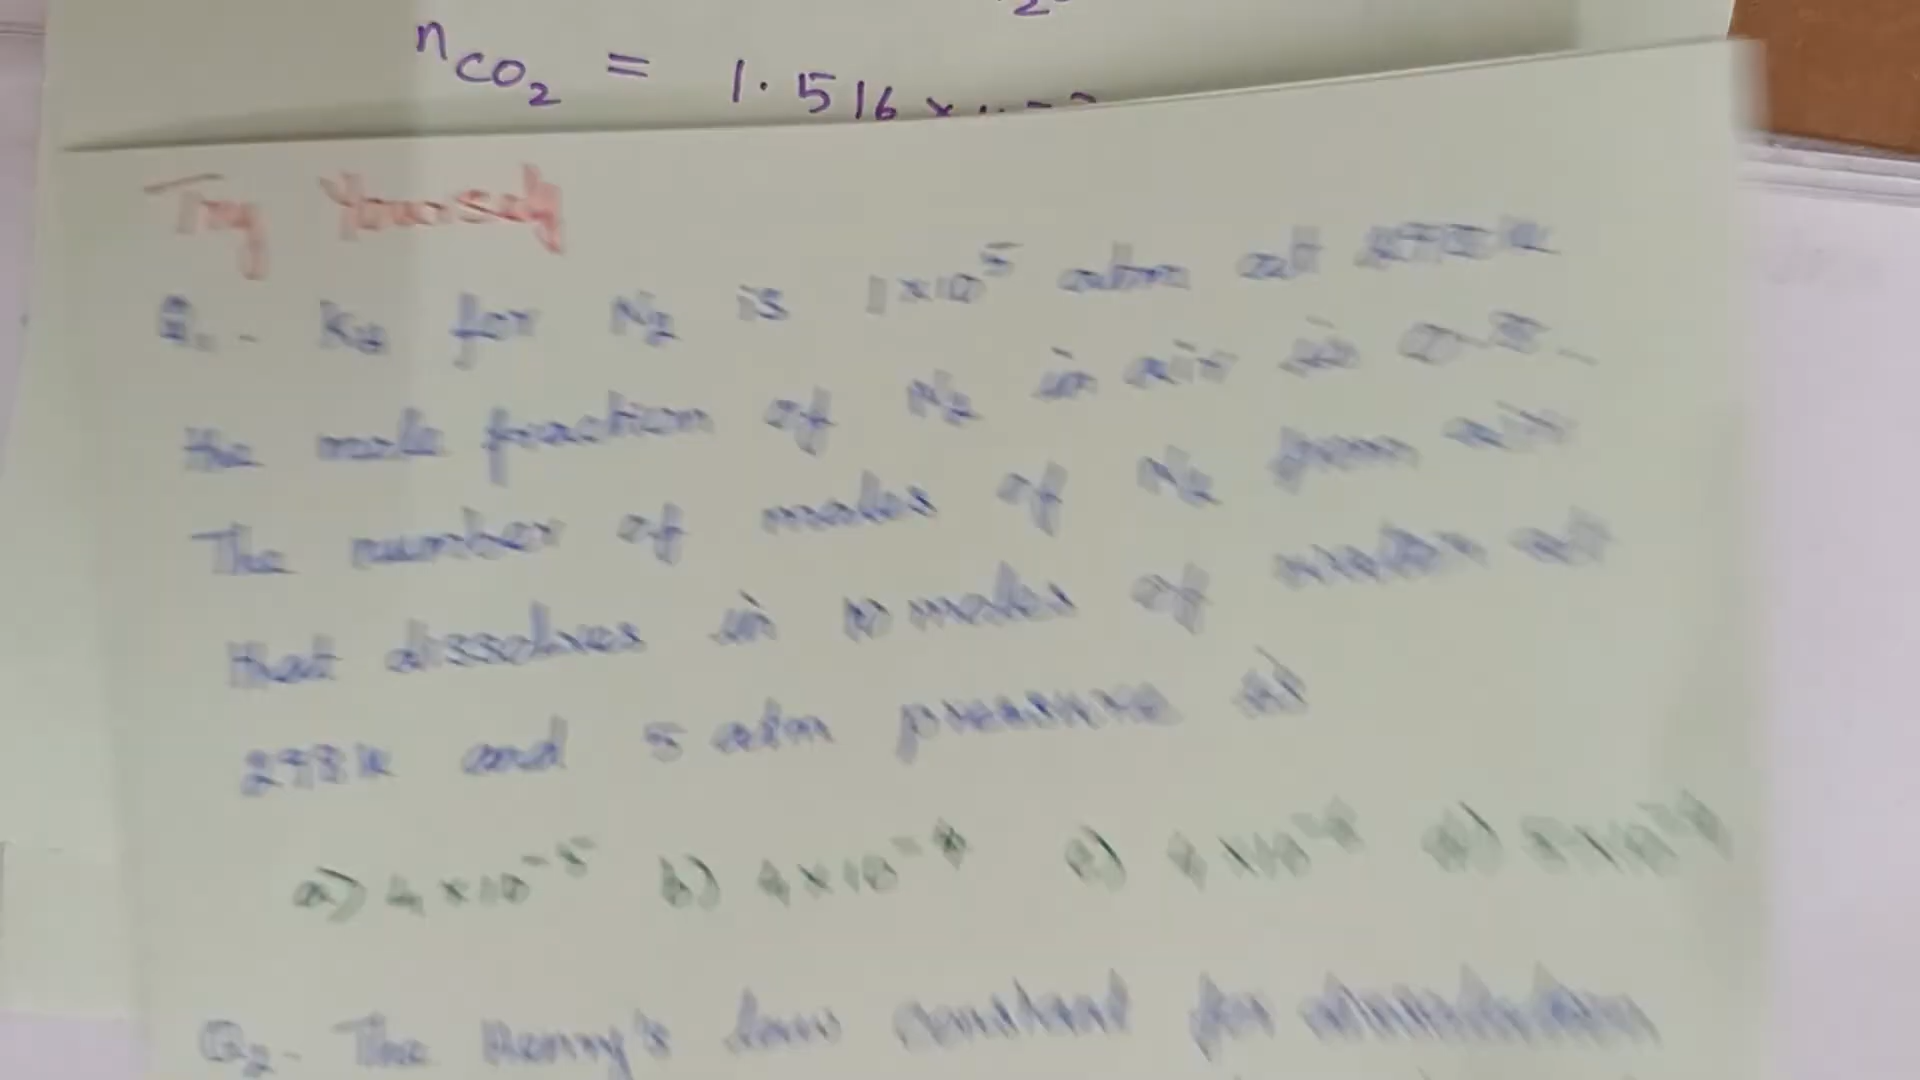 nCO₂ = 1.516 ×
Try Yourself
Q1- KH for N2 is 1×10⁵ atm at
the mole fraction of N2 in air is
The number of moles of N2 from air
that dissolves in 10 moles of water at
298K and 5 atm pressure is
a) 4×10⁻⁵ b) 4×10⁻⁴ c)
Q2- The Henry's law constant for